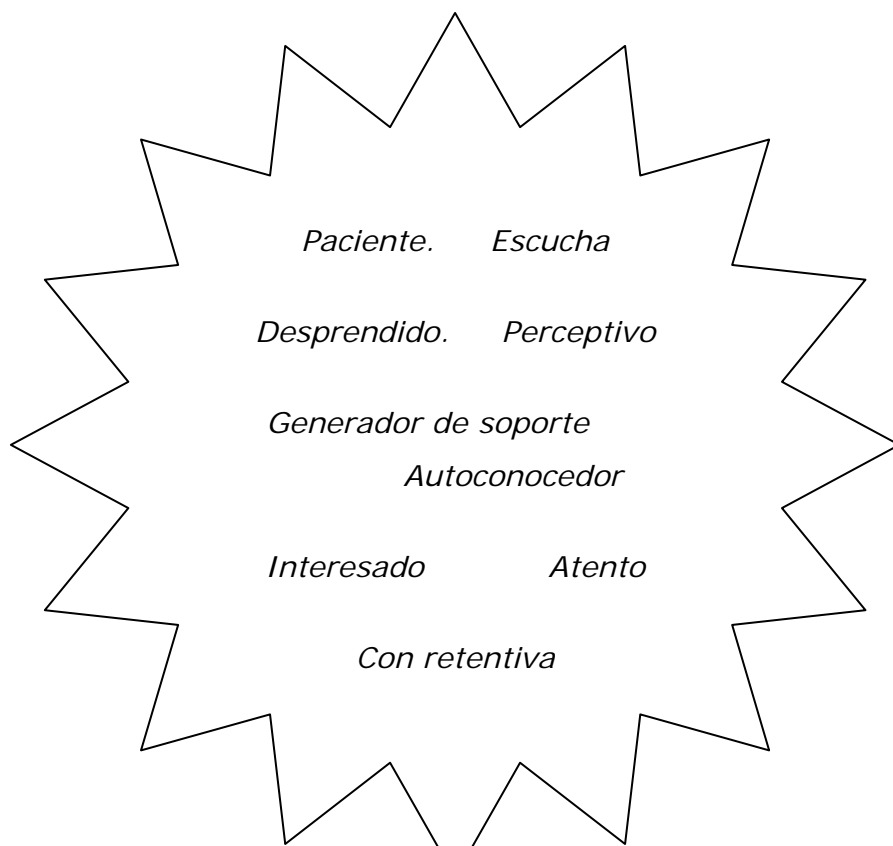 Paciente. Escucha
Desprendido. Perceptivo
Generador de soporte
Autoconocedor
Interesado Atento
Con retentiva